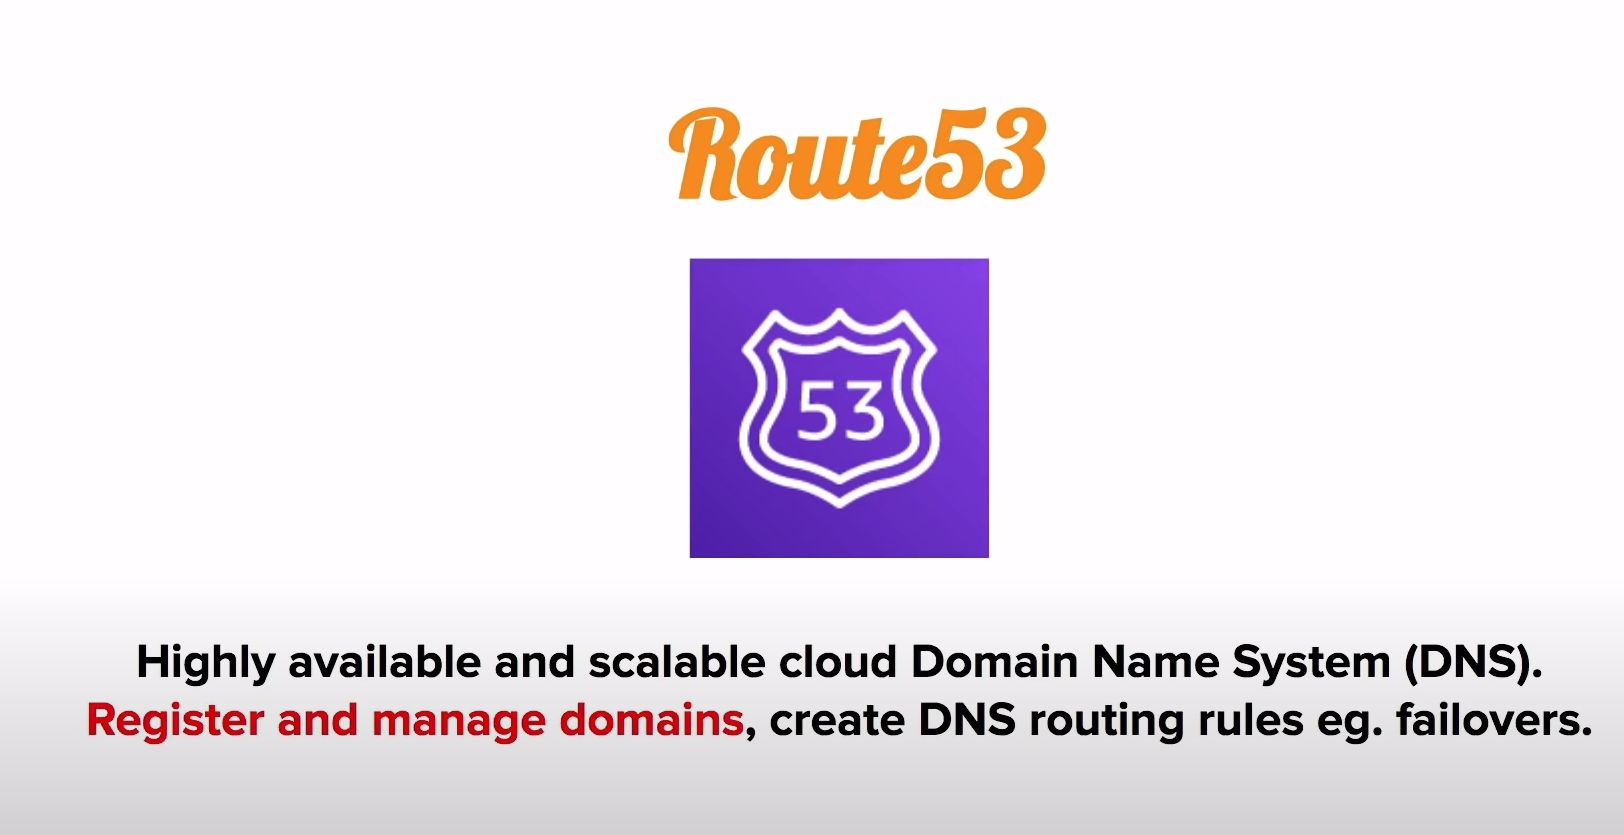 Route53
53
Highly available and scalable cloud Domain Name System (DNS).
Register and manage domains, create DNS routing rules eg. failovers.